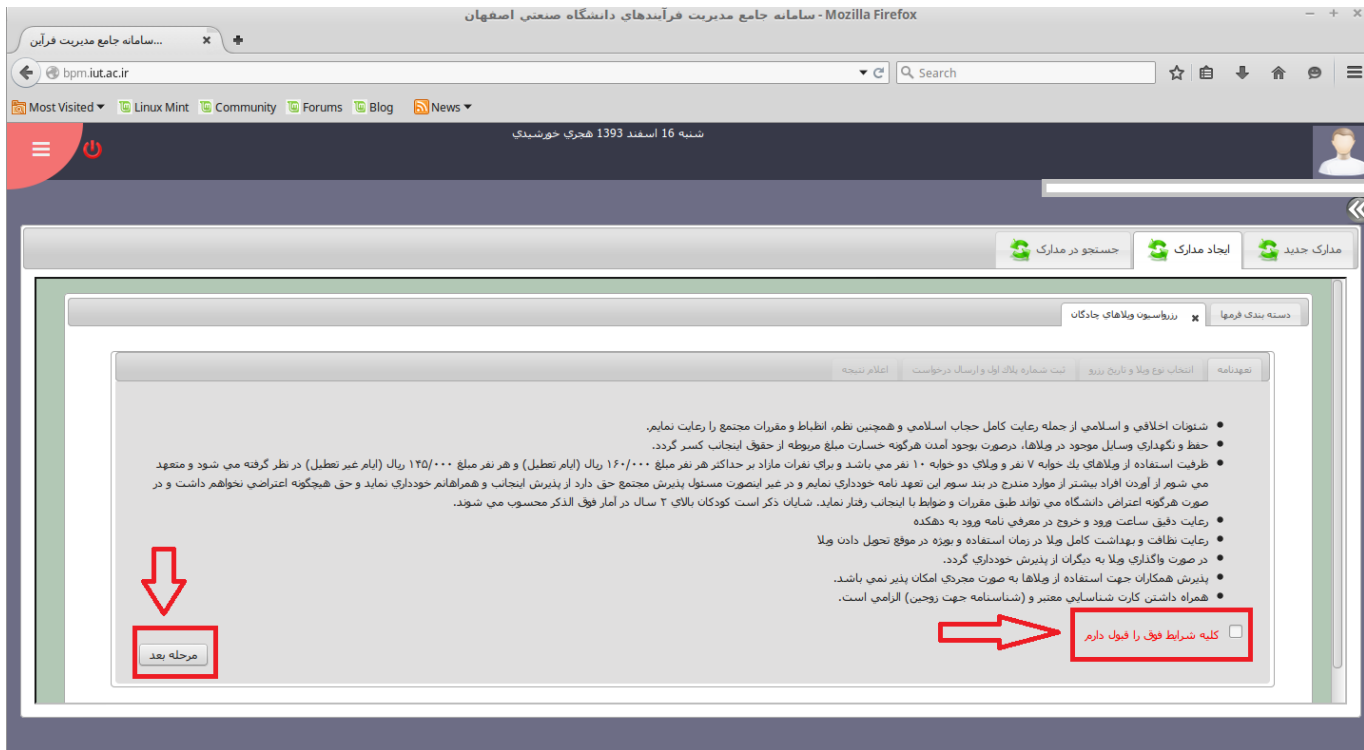 سامانه جامع مديريت فرآيندهاي دانشگاه صنعتي اصفهان - Mozilla Firefox
سامانه جامع مدیریت فرآین...
bpm.iut.ac.ir
Search
Most Visited
Linux Mint
Community
Forums
Blog
News
شنبه 16 اسفند 1393 هجري خورشيدي
مدارک جدید
ایجاد مدارک
جستجو در مدارک
دسته بندی فرمها
رزرواسيون ويلاهاي چادگان
تعهدنامه
انتخاب نوع ويلا و تاريخ رزرو
ثبت شماره پلاك اول و ارسال درخواست
اعلام نتيجه
شئونات اخلاقي و اسلامي از جمله رعايت كامل حجاب اسلامي و همچنين نظم، انظباط و مقررات مجتمع را رعايت نمايم.
حفظ و نگهداري وسايل موجود در ويلاها، درصورت بوجود آمدن هرگونه خسارت مبلغ مربوطه از حقوق اينجانب كسر گردد.
ظرفيت استفاده از ويلاهاي يك خوابه ۷ نفر و ويلاي دو خوابه ۱۰ نفر مي باشد و براي نفرات مازاد بر حداكثر هر نفر مبلغ ۱۶۰/۰۰۰ ريال (ايام تعطيل) و هر نفر مبلغ ۱۴۵/۰۰۰ ريال (ايام غير تعطيل) در نظر گرفته مي شود و متعهد
مي شوم از آوردن افراد بيشتر از موارد مندرج در بند سوم اين تعهد نامه خودداري نمايم و در غير اينصورت مسئول پذيرش مجتمع حق دارد از پذيرش اينجانب و همراهانم خودداري نمايد و حق هيچگونه اعتراضي نخواهم داشت و در
صورت هرگونه اعتراض دانشگاه مي تواند طبق مقررات و ضوابط با اينجانب رفتار نمايد. شايان ذكر است كودكان بالاي ۲ سال در آمار فوق الذكر محسوب مي شوند.
رعايت دقيق ساعت ورود و خروج در معرفي نامه ورود به دهكده
رعايت نظافت و بهداشت كامل ويلا در زمان استفاده و بويژه در موقع تحويل دادن ويلا
در صورت واگذاري ويلا به ديگران از پذيرش خودداري گردد.
پذيرش همكاران جهت استفاده از ويلاها به صورت مجردي امكان پذير نمي باشد.
همراه داشتن كارت شناسايي معتبر و (شناسنامه جهت زوجين) الزامي است.
كليه شرايط فوق را قبول دارم
مرحله بعد